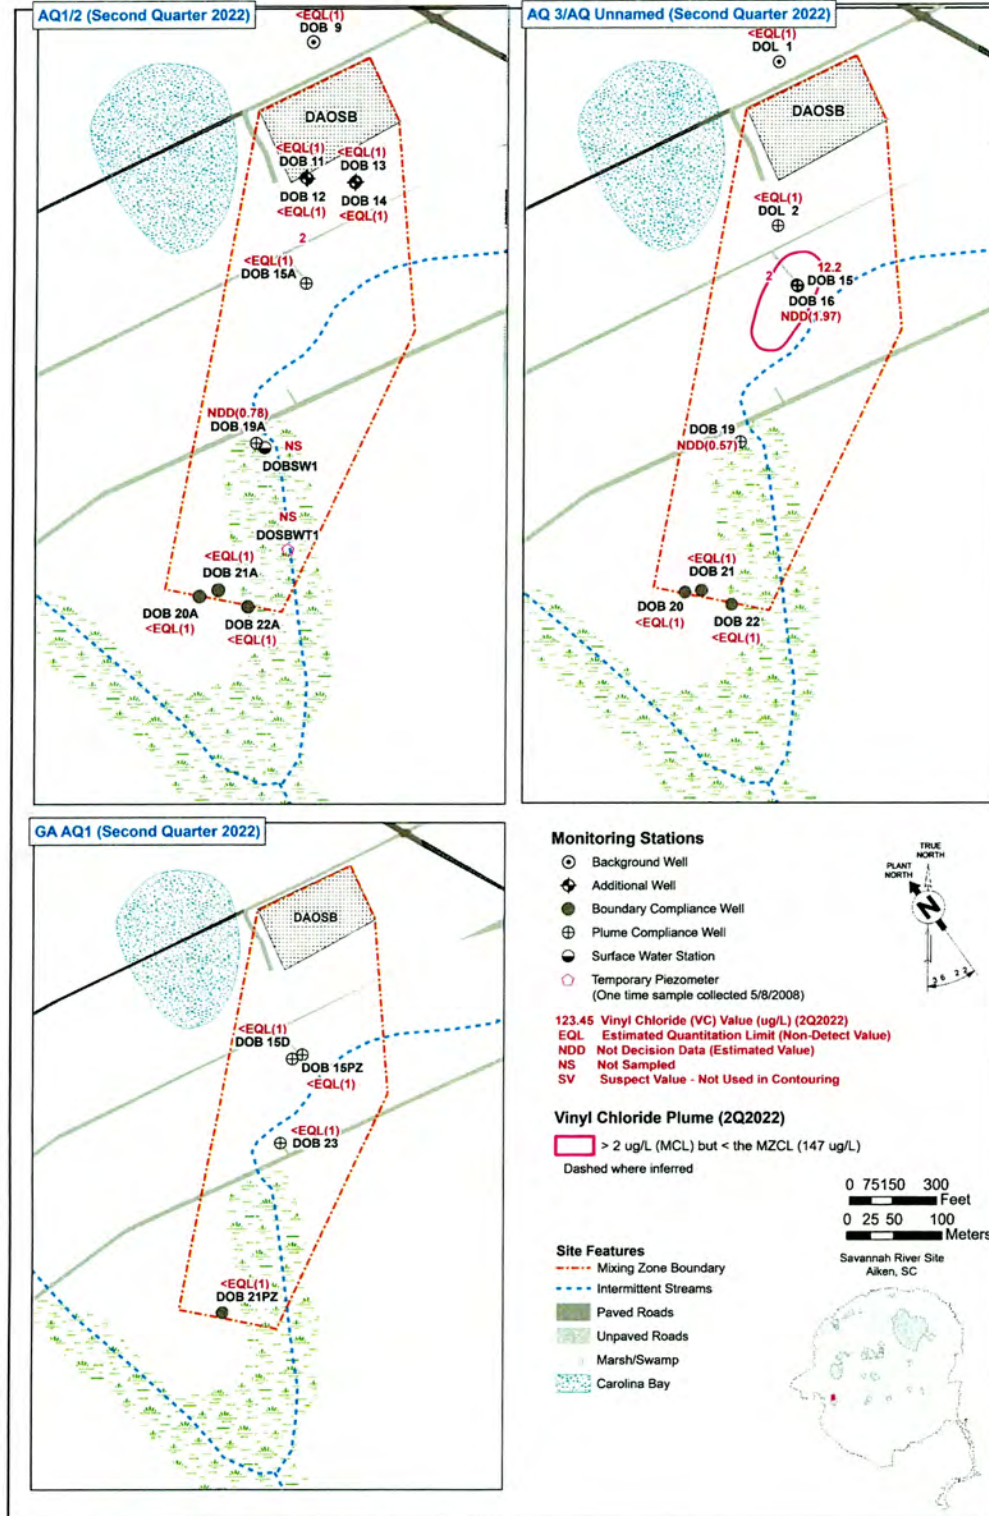 AQ1/2 (Second Quarter 2022)
<EQL(1)
DOB 9
DAOSB
<EQL(1)
DOB 11
<EQL(1)
DOB 13
DOB 12
<EQL(1)
DOB 14
<EQL(1)
2
<EQL(1)
DOB 15A
NDD(0.78)
DOB 19A
NS
DOBSW1
NS
DOSBWT1
<EQL(1)
DOB 21A
DOB 20A
<EQL(1)
DOB 22A
<EQL(1)
AQ 3/AQ Unnamed (Second Quarter 2022)
<EQL(1)
DOL 1
DAOSB
<EQL(1)
DOL 2
2
12.2
DOB 15
DOB 16
NDD(1.97)
DOB 19
NDD(0.57)
<EQL(1)
DOB 21
DOB 20
<EQL(1)
DOB 22
<EQL(1)
GA AQ1 (Second Quarter 2022)
DAOSB
<EQL(1)
DOB 15D
DOB 15PZ
<EQL(1)
<EQL(1)
DOB 23
<EQL(1)
DOB 21PZ
Monitoring Stations
Background Well
Additional Well
Boundary Compliance Well
Plume Compliance Well
Surface Water Station
Temporary Piezometer
(One time sample collected 5/8/2008)
TRUE
NORTH
PLANT
NORTH
N
36 22
123.45 Vinyl Chloride (VC) Value (ug/L) (2Q2022)
EQL Estimated Quantitation Limit (Non-Detect Value)
NDD Not Decision Data (Estimated Value)
NS Not Sampled
SV Suspect Value - Not Used in Contouring
Vinyl Chloride Plume (2Q2022)
> 2 ug/L (MCL) but < the MZCL (147 ug/L)
Dashed where inferred
0 75150 300
Feet
0 25 50 100
Meters
Savannah River Site
Aiken, SC
Site Features
Mixing Zone Boundary
Intermittent Streams
Paved Roads
Unpaved Roads
Marsh/Swamp
Carolina Bay